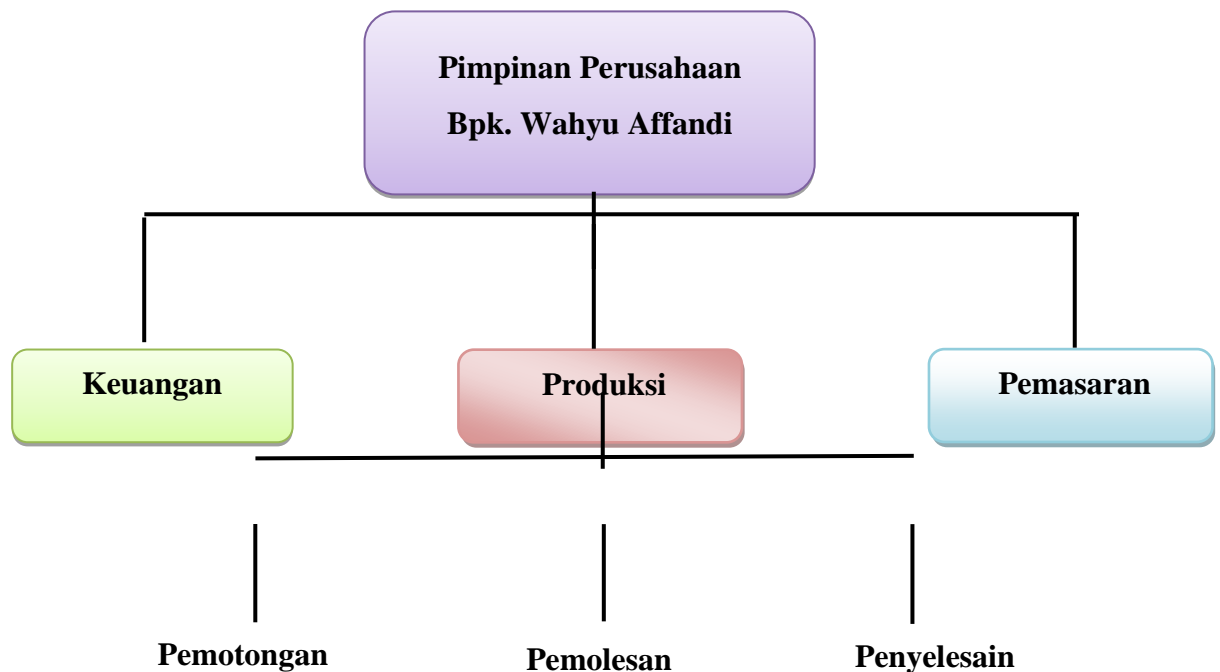 Pimpinan Perusahaan
Bpk. Wahyu Affandi
Keuangan
Produksi
Pemasaran
Pemotongan
Pemolesan
Penyelesain